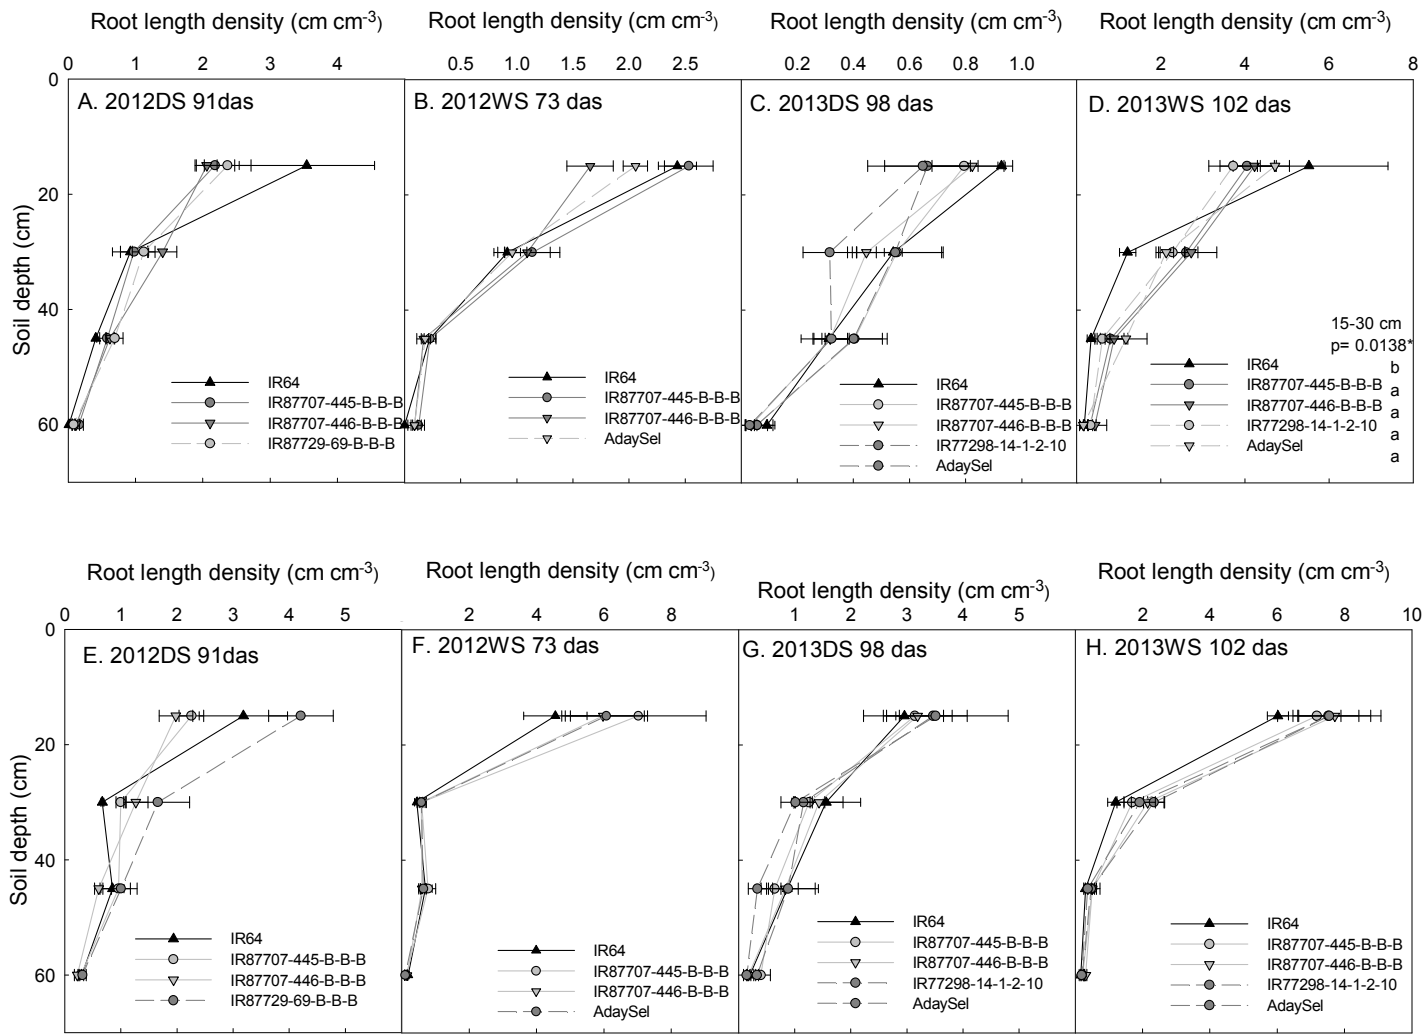 Root length density (cm cm-3)
0 1 2 3 4
A. 2012DS 91das
Soil depth (cm)
0
20
40
60
IR64
IR87707-445-B-B-B
IR87707-446-B-B-B
IR87729-69-B-B-B
Root length density (cm cm-3)
0.5 1.0 1.5 2.0 2.5
B. 2012WS 73 das
IR64
IR87707-445-B-B-B
IR87707-446-B-B-B
AdaySel
Root length density (cm cm-3)
0.2 0.4 0.6 0.8 1.0
C. 2013DS 98 das
IR64
IR87707-445-B-B-B
IR87707-446-B-B-B
IR77298-14-1-2-10
AdaySel
Root length density (cm cm-3)
2 4 6 8
D. 2013WS 102 das
15-30 cm
p= 0.0138*
IR64 b
IR87707-445-B-B-B a
IR87707-446-B-B-B a
IR77298-14-1-2-10 a
AdaySel a
Root length density (cm cm-3)
0 1 2 3 4 5
E. 2012DS 91das
Soil depth (cm)
0
20
40
60
IR64
IR87707-445-B-B-B
IR87707-446-B-B-B
IR87729-69-B-B-B
Root length density (cm cm-3)
2 4 6 8
F. 2012WS 73 das
IR64
IR87707-445-B-B-B
IR87707-446-B-B-B
AdaySel
Root length density (cm cm-3)
1 2 3 4 5
G. 2013DS 98 das
IR64
IR87707-445-B-B-B
IR87707-446-B-B-B
IR77298-14-1-2-10
AdaySel
Root length density (cm cm-3)
2 4 6 8 10
H. 2013WS 102 das
IR64
IR87707-445-B-B-B
IR87707-446-B-B-B
IR77298-14-1-2-10
AdaySel